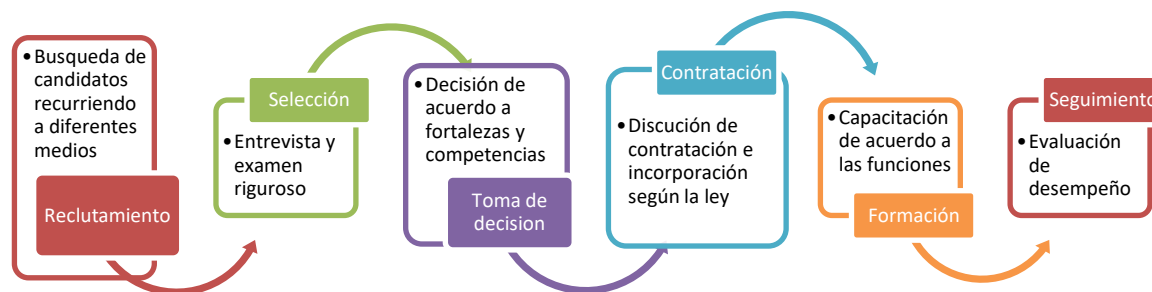 •Busqueda de
candidatos
recurriendo
a diferentes
medios
Reclutamiento
Selección
•Entrevista y
examen
riguroso
•Decisión de
acuerdo a
fortalezas y
competencias
Toma de
decision
Contratación
•Discución de
contratación e
incorporación
según la ley
•Capacitación
de acuerdo a
las funciones
Formación
Seguimiento
•Evaluación
de
desempeño